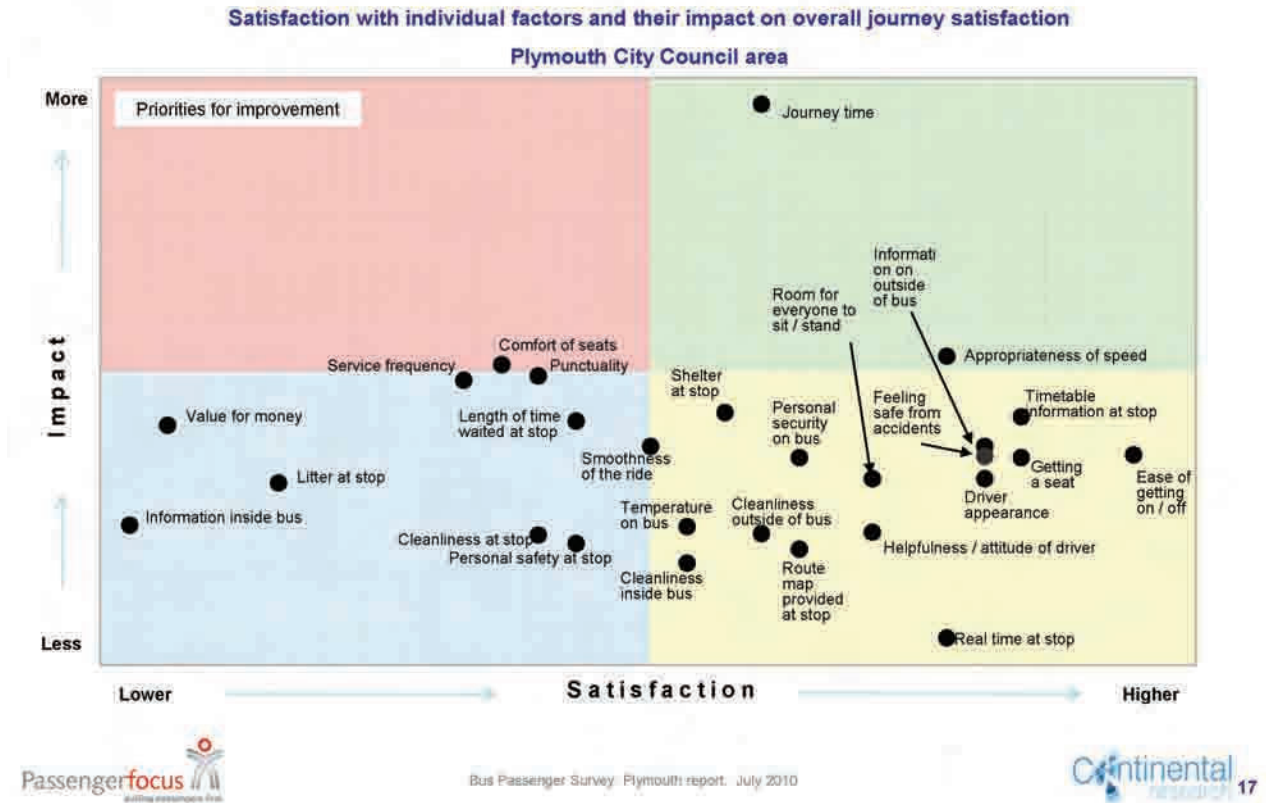 Satisfaction with individual factors and their impact on overall journey satisfaction
Plymouth City Council area
More
Priorities for improvement
Journey time
Informati
on on
outside
of bus
Room for
everyone to
sit / stand
Impact
Comfort of seats
Service frequency
Punctuality
Appropriateness of speed
Shelter
at stop
Value for money
Length of time
waited at stop
Personal
security
on bus
Feeling
safe from
accidents
Timetable
information at stop
Smoothness
of the ride
Litter at stop
Getting
a seat
Ease of
getting
on / off
Driver
appearance
Information inside bus
Temperature
on bus
Cleanliness
outside of bus
Cleanliness at stop
Personal safety at stop
Helpfulness / attitude of driver
Cleanliness
inside bus
Route
map
provided
at stop
Real time at stop
Less
Lower
Satisfaction
Higher
Passengerfocus
putting passengers first
Bus Passenger Survey Plymouth report. July 2010
Continental
research
17